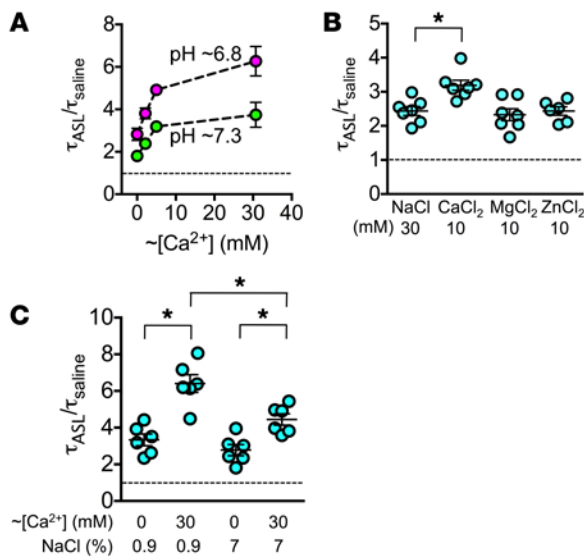 A
τASL/τsaline
8
6
4
2
0
pH ~6.8
pH ~7.3
0 10 20 30 40
~[Ca2+] (mM)
B
τASL/τsaline
5
4
3
2
1
0
*
NaCl CaCl2 MgCl2 ZnCl2
(mM) 30 10 10 10
C
τASL/τsaline
10
8
6
4
2
0
* * *
~[Ca2+] (mM) 0 30 0 30
NaCl (%) 0.9 0.9 7 7